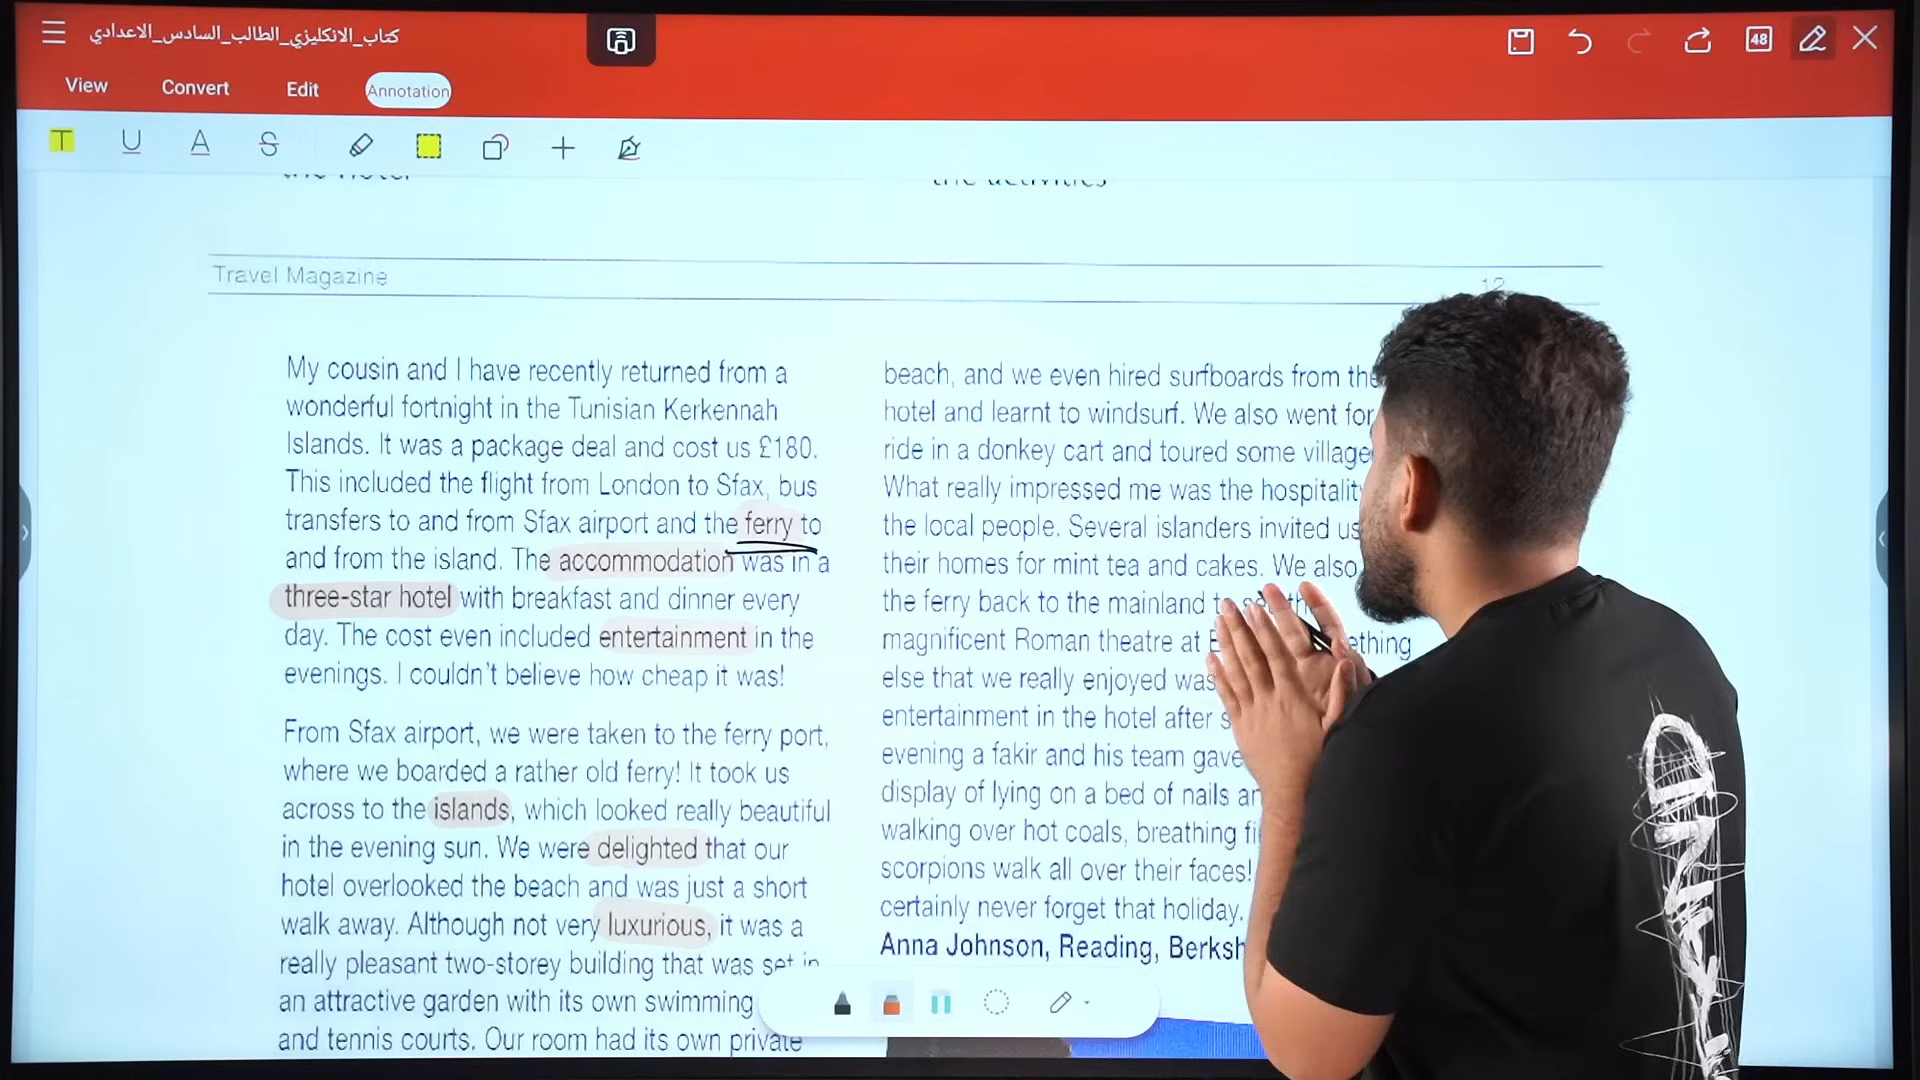 كتاب_الانكليزي_الطالب_السادس_الاعدادي
48
View Convert Edit Annotation
T U A S
the hotel
the activities
Travel Magazine 12
My cousin and I have recently returned from a
wonderful fortnight in the Tunisian Kerkennah
Islands. It was a package deal and cost us £180.
This included the flight from London to Sfax, bus
transfers to and from Sfax airport and the ferry to
and from the island. The accommodation was in a
three-star hotel with breakfast and dinner every
day. The cost even included entertainment in the
evenings. I couldn't believe how cheap it was!
From Sfax airport, we were taken to the ferry port,
where we boarded a rather old ferry! It took us
across to the islands, which looked really beautiful
in the evening sun. We were delighted that our
hotel overlooked the beach and was just a short
walk away. Although not very luxurious, it was a
really pleasant two-storey building that was set in
an attractive garden with its own swimming
and tennis courts. Our room had its own private
beach, and we even hired surfboards from the
hotel and learnt to windsurf. We also went for
ride in a donkey cart and toured some village
What really impressed me was the hospitality
the local people. Several islanders invited us
their homes for mint tea and cakes. We also
the ferry back to the mainland to see the
magnificent Roman theatre at
else that we really enjoyed was
entertainment in the hotel after
evening a fakir and his team gave
display of lying on a bed of nails
walking over hot coals, breathing
scorpions walk all over their faces!
certainly never forget that holiday.
Anna Johnson, Reading, Berksh